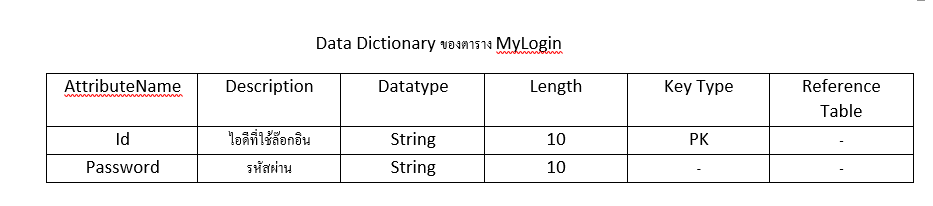 Data Dictionary ของตาราง MyLogin
AttributeName Description Datatype Length Key Type Reference
Table
Id ไอดีที่ใช้ล๊อกอิน String 10 PK -
Password รหัสผ่าน String 10 - -